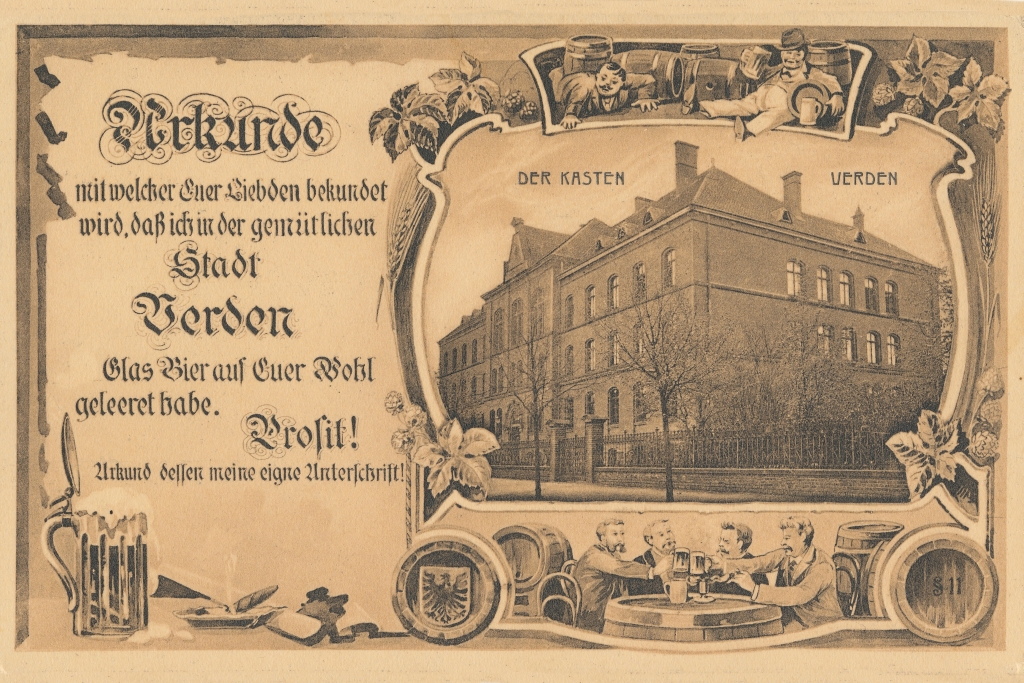 Urkunde
mit welcher Euer Liebden bekundet
wird, daß ich in der gemütlichen
Stadt
Verden
Glas Bier auf Euer Wohl
geleeret habe.
Prosit!
Urkund dessen meine eigne Unterschrift!
DER KASTEN VERDEN
§ 11